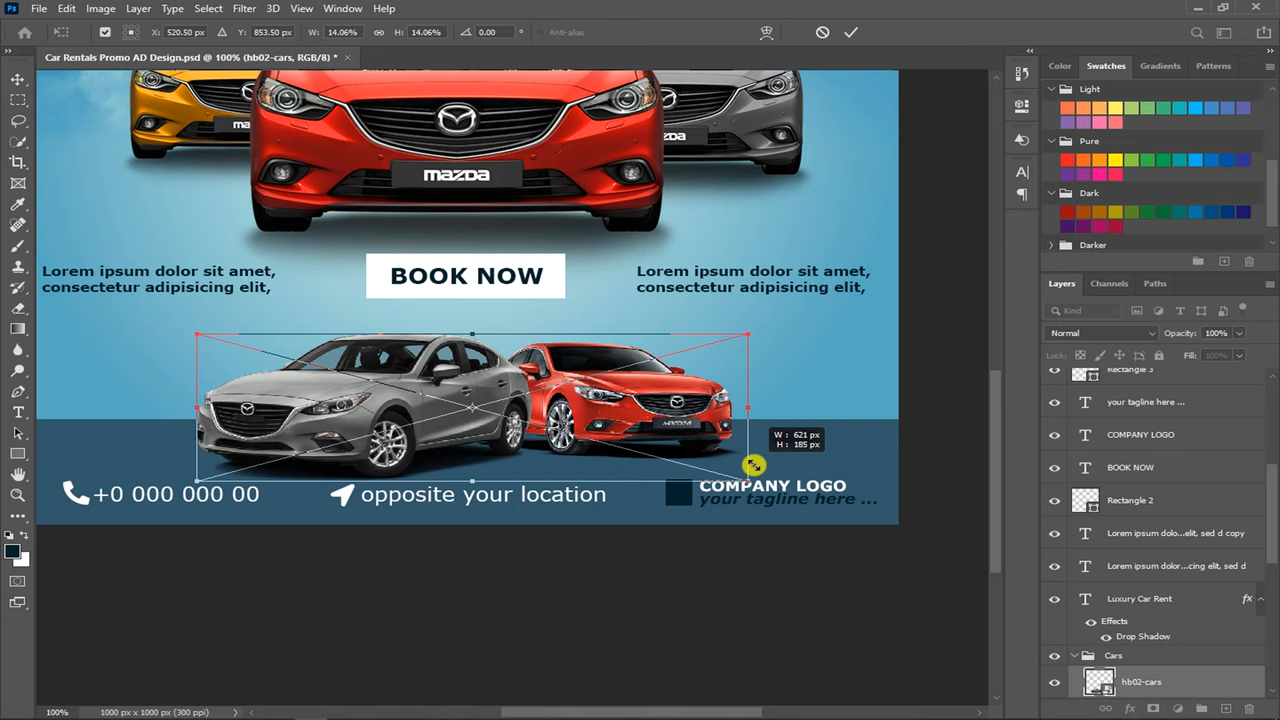 Ps File Edit Image Layer Type Select Filter 3D View Window Help
X: 520.50 px Y: 853.50 px W: 14.06% H: 14.06% 0.00 ° Anti-alias
Car Rentals Promo AD Design.psd @ 100% (hb02-cars, RGB/8) * ×
Color Swatches Gradients Patterns
Light
Pure
Dark
Darker
mazda
Lorem ipsum dolor sit amet,
consectetur adipisicing elit,
BOOK NOW
Lorem ipsum dolor sit amet,
consectetur adipisicing elit,
W : 621 px
H : 185 px
+0 000 000 00
opposite your location
COMPANY LOGO
your tagline here ...
Layers Channels Paths
Kind
Normal Opacity: 100%
Lock: Fill: 100%
Rectangle 3
your tagline here ...
COMPANY LOGO
BOOK NOW
Rectangle 2
Lorem ipsum dolo...elit, sed d copy
Lorem ipsum dolor...cing elit, sed d
Luxury Car Rent fx
Effects
Drop Shadow
Cars
hb02-cars
100% 1000 px x 1000 px (300 ppi)